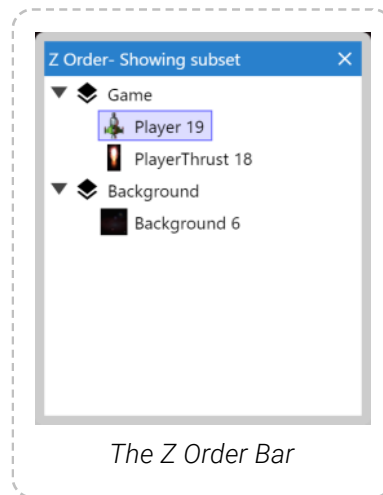 Z Order- Showing subset
Game
Player 19
PlayerThrust 18
Background
Background 6
The Z Order Bar